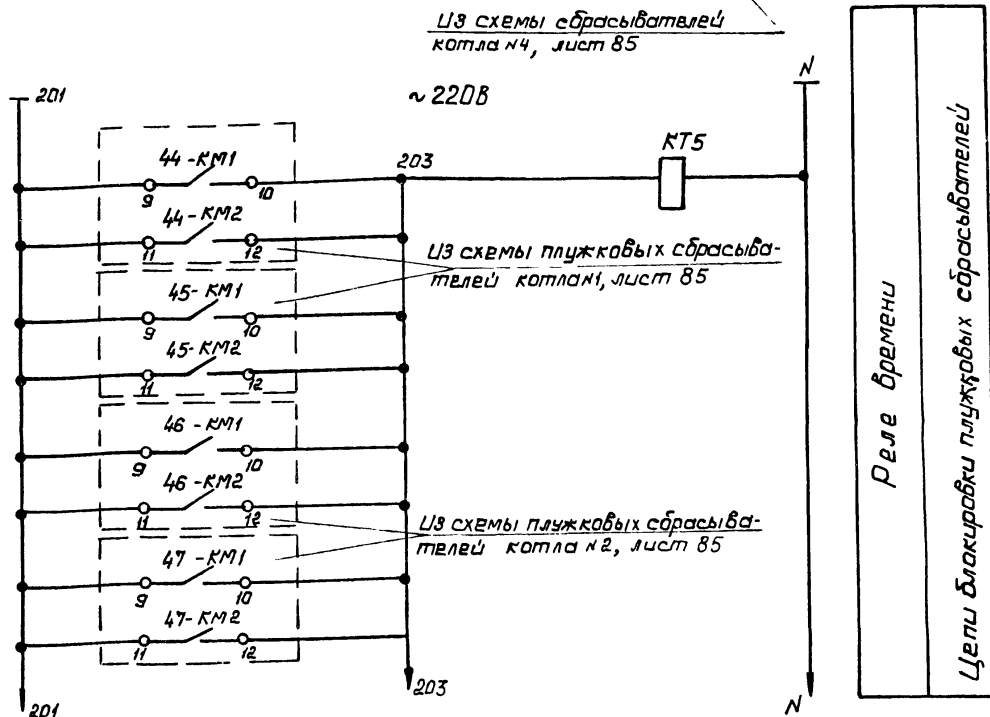 Из схемы сбрасывателей
котла №4, лист 85
201
~220В
N
44-КМ1
9
10
203
КТ5
44-КМ2
11
12
Из схемы плужковых сбрасыва-
телей котла №1, лист 85
45-КМ1
9
10
45-КМ2
11
12
46-КМ1
9
10
46-КМ2
11
12
Из схемы плужковых сбрасыва-
телей котла №2, лист 85
47-КМ1
9
10
47-КМ2
11
12
201
203
N
Реле времени
Цепи блокировки плужковых сбрасывателей